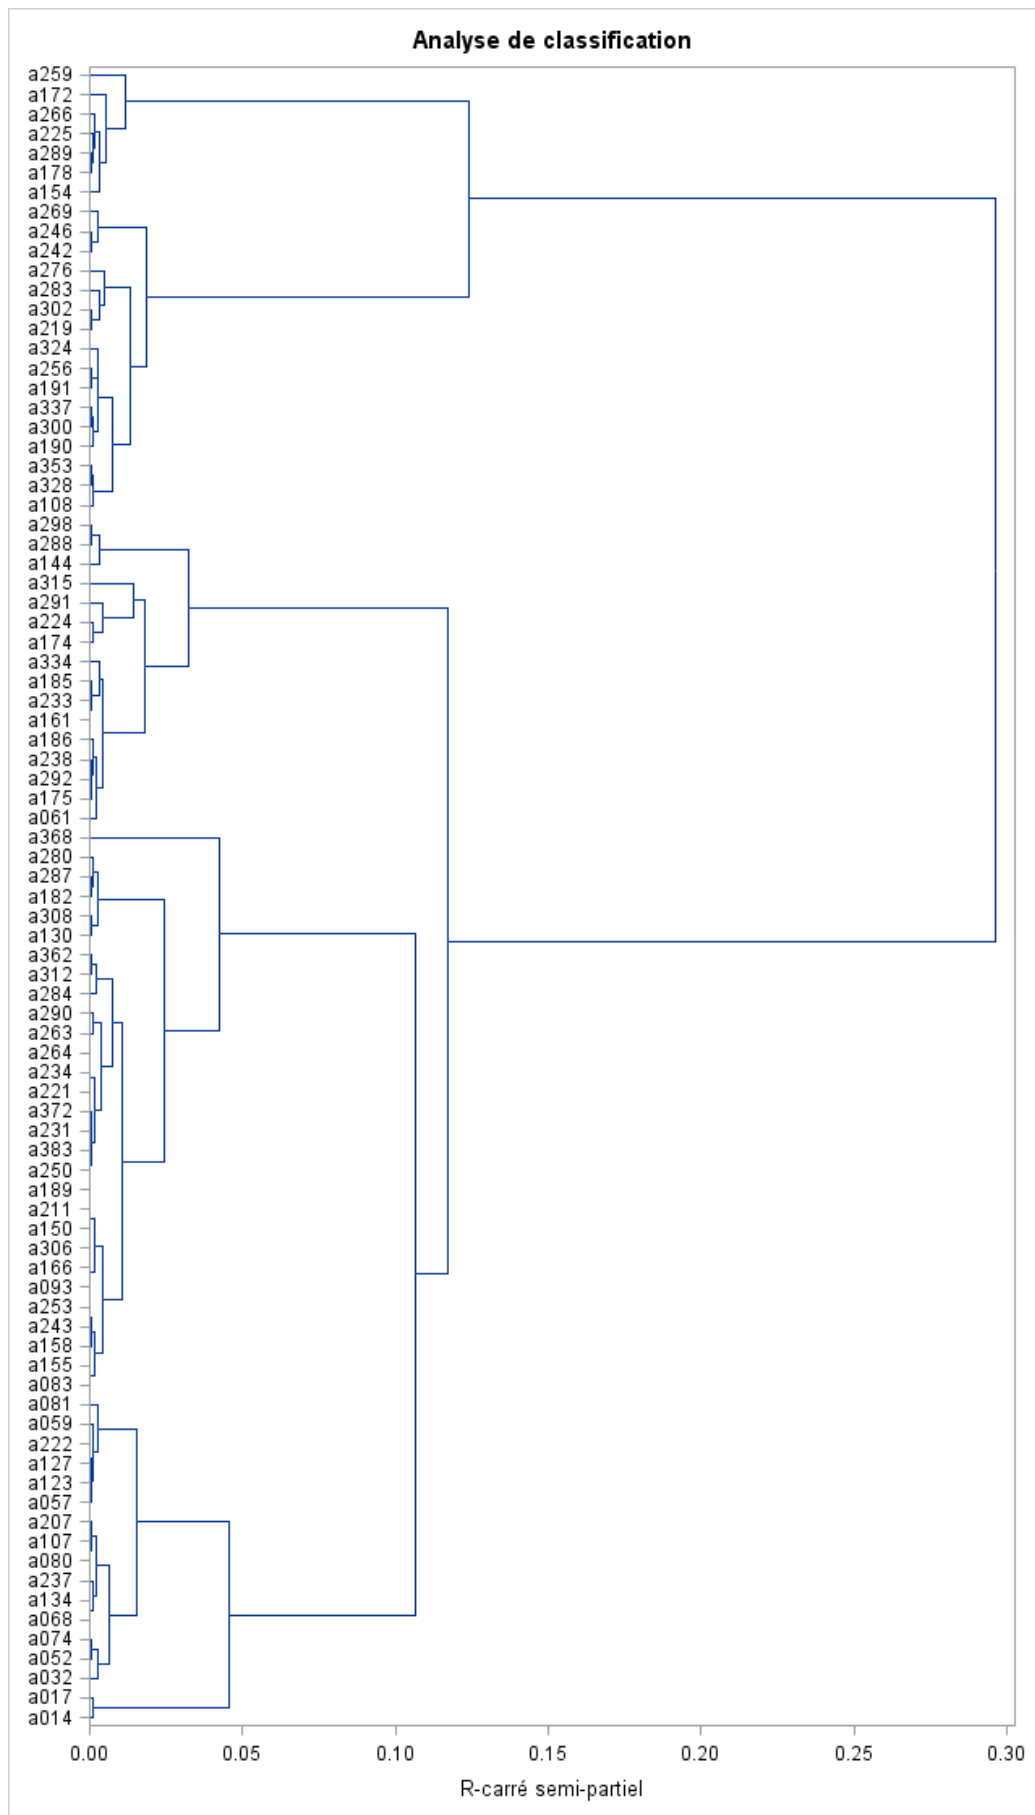 Analyse de classification
a259
a172
a266
a225
a289
a178
a154
a269
a246
a242
a276
a283
a302
a219
a324
a256
a191
a337
a300
a190
a353
a328
a108
a298
a288
a144
a315
a291
a224
a174
a334
a185
a233
a161
a186
a238
a292
a175
a061
a368
a280
a287
a182
a308
a130
a362
a312
a284
a290
a263
a264
a234
a221
a372
a231
a383
a250
a189
a211
a150
a306
a166
a093
a253
a243
a158
a155
a083
a081
a059
a222
a127
a123
a057
a207
a107
a080
a237
a134
a068
a074
a052
a032
a017
a014
0.00 0.05 0.10 0.15 0.20 0.25 0.30
R-carré semi-partiel